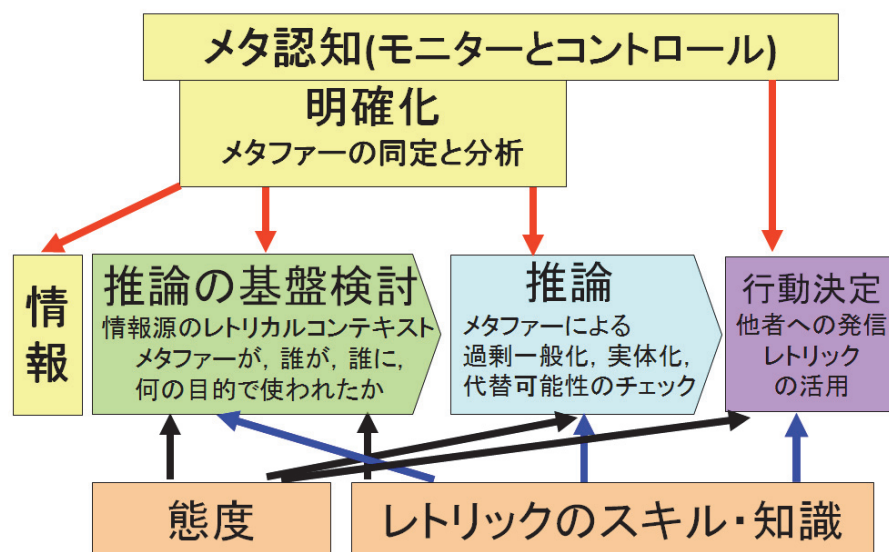 メタ認知(モニターとコントロール)
明確化
メタファーの同定と分析
情報
推論の基盤検討
情報源のレトリカルコンテキスト
メタファーが，誰が，誰に，
何の目的で使われたか
推論
メタファーによる
過剰一般化，実体化，
代替可能性のチェック
行動決定
他者への発信
レトリック
の活用
態度
レトリックのスキル・知識